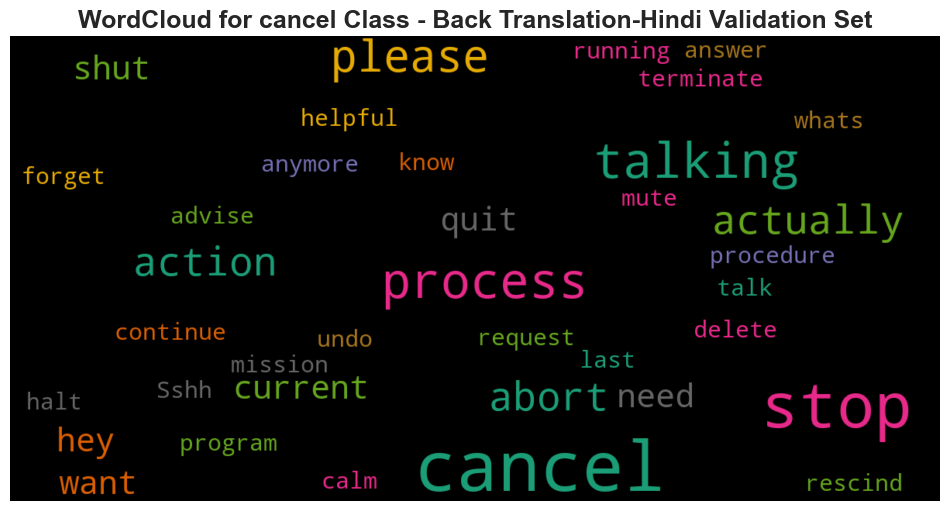 WordCloud for cancel Class - Back Translation-Hindi Validation Set
shut please running answer
terminate
helpful whats
forget anymore know talking
mute
advise quit actually
action procedure
process talk
continue undo request delete
mission last
halt Sshh current abort need stop
hey program
want calm cancel rescind